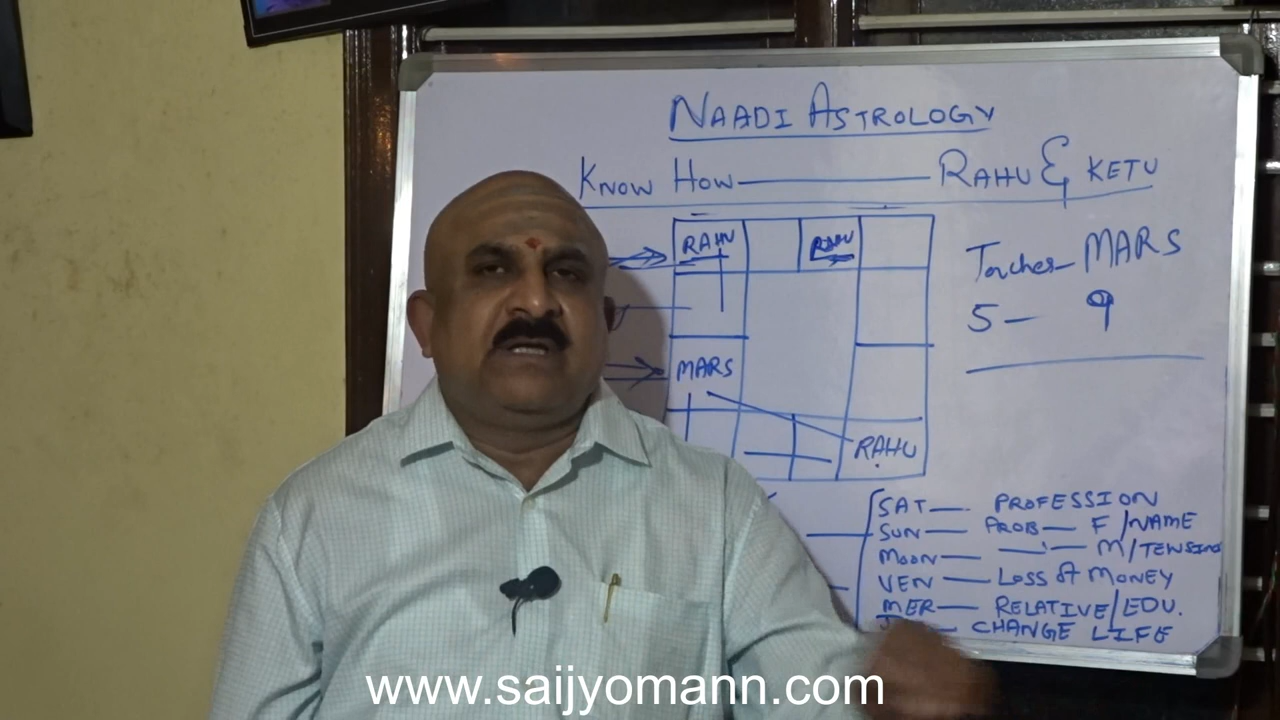 NAADI ASTROLOGY
KNOW HOW — RAHU & KETU
RAHU
RAHU
Touches — MARS
5 — 9
MARS
RAHU
SAT — PROFESSION
SUN — PROB — F/NAME
MOON — " — M/TENSION
VEN — LOSS OF MONEY
MER — RELATIVE/EDU.
— CHANGE LIFE
www.saijyomann.com